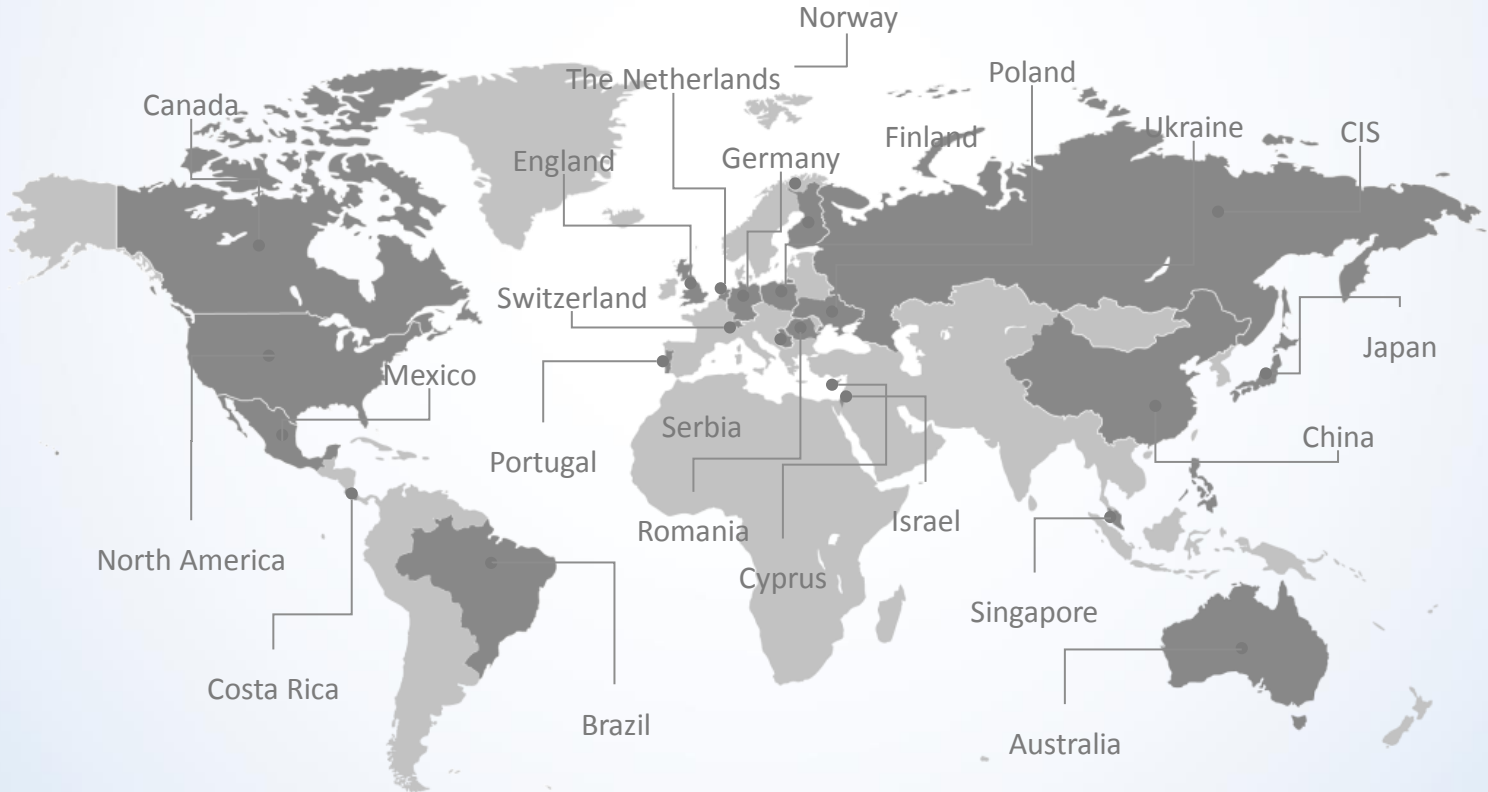 Norway
The Netherlands
Poland
Canada
Ukraine
CIS
Finland
England
Germany
Switzerland
Japan
Mexico
Serbia
China
Portugal
Israel
Romania
North America
Cyprus
Singapore
Costa Rica
Brazil
Australia